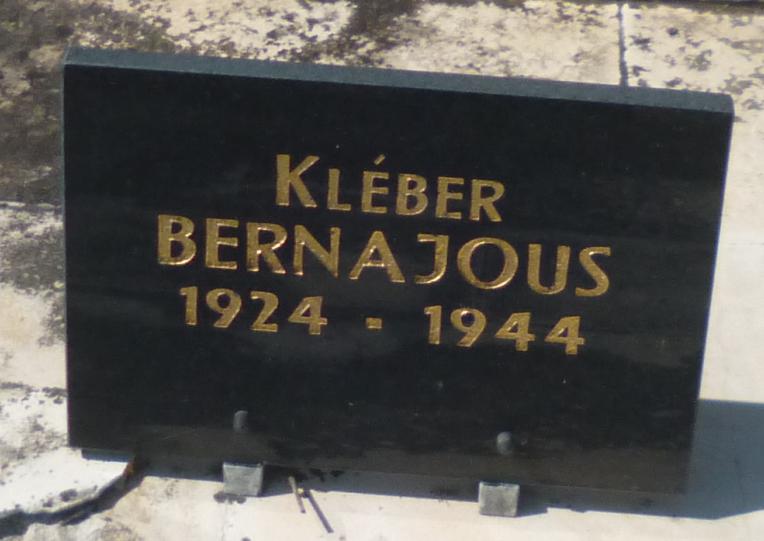 KLÉBER
BERNAJOUS
1924 - 1944